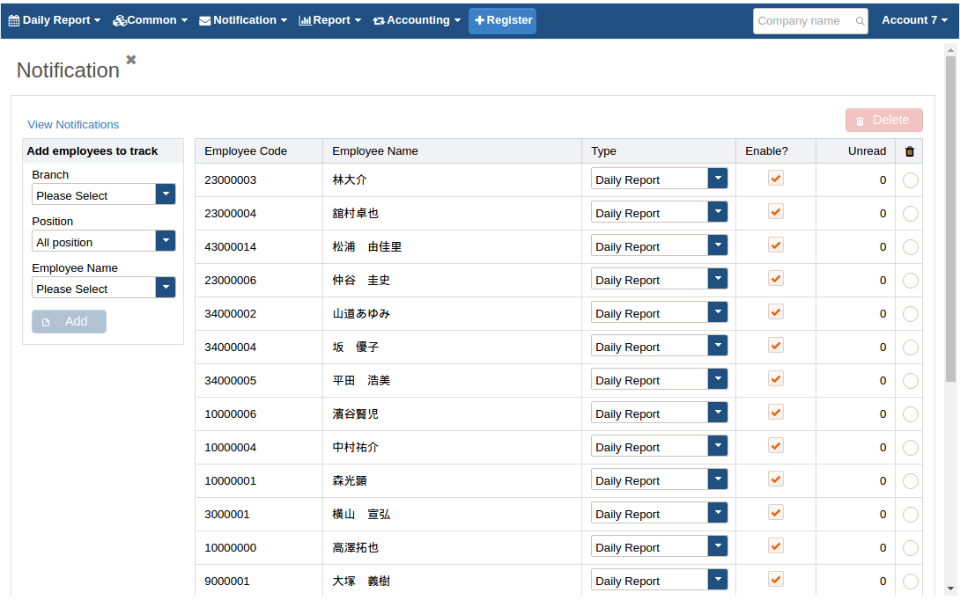 Daily Report Common Notification Report Accounting Register Company name Account 7
Notification
View Notifications
Delete
Add employees to track
Branch
Please Select
Position
All position
Employee Name
Please Select
Add
Employee Code Employee Name Type Enable? Unread
23000003 林大介 Daily Report 0
23000004 舘村卓也 Daily Report 0
43000014 松浦　由佳里 Daily Report 0
23000006 仲谷　圭史 Daily Report 0
34000002 山道あゆみ Daily Report 0
34000004 坂　優子 Daily Report 0
34000005 平田　浩美 Daily Report 0
10000006 濱谷賢児 Daily Report 0
10000004 中村祐介 Daily Report 0
10000001 森光顕 Daily Report 0
3000001 横山　宣弘 Daily Report 0
10000000 高澤拓也 Daily Report 0
9000001 大塚　義樹 Daily Report 0